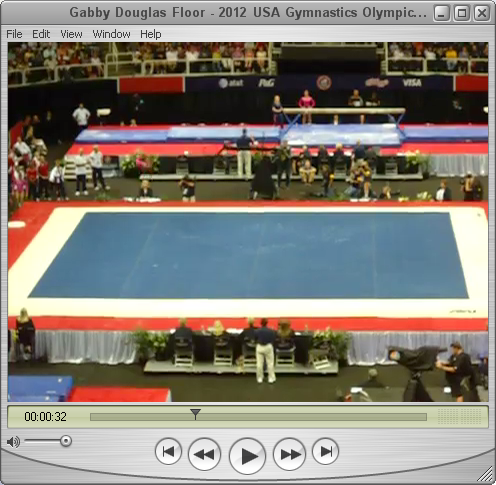 Gabby Douglas Floor - 2012 USA Gymnastics Olympic...
File Edit View Window Help
at&t P&G VISA
00:00:32